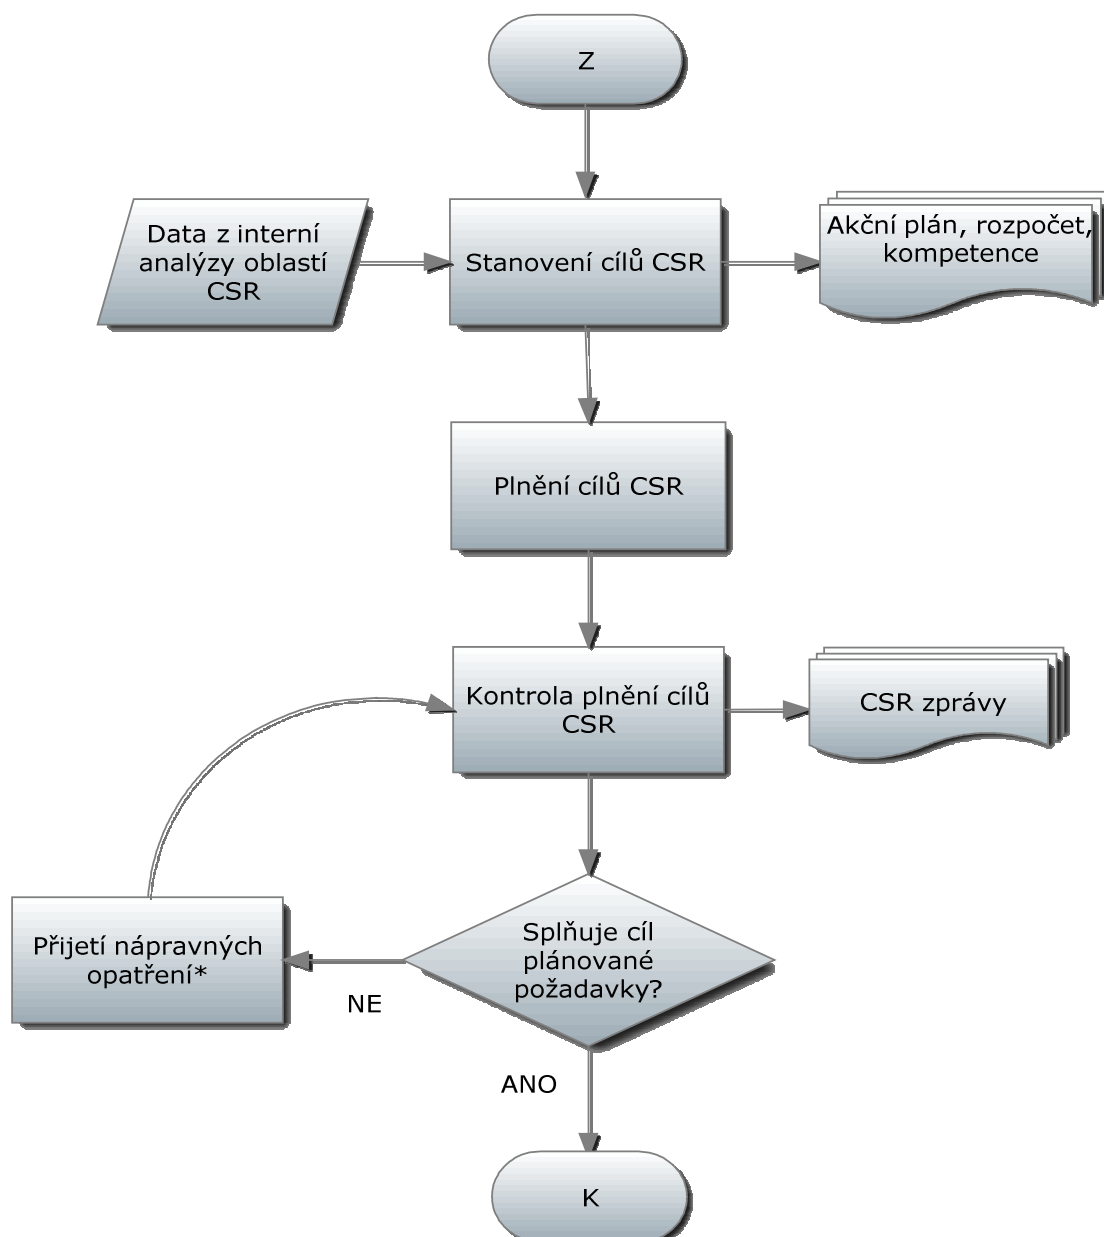 Z
Data z interní
analýzy oblastí
CSR
Stanovení cílů CSR
Akční plán, rozpočet,
kompetence
Plnění cílů CSR
Kontrola plnění cílů
CSR
CSR zprávy
Přijetí nápravných
opatření*
NE
Splňuje cíl
plánované
požadavky?
ANO
K